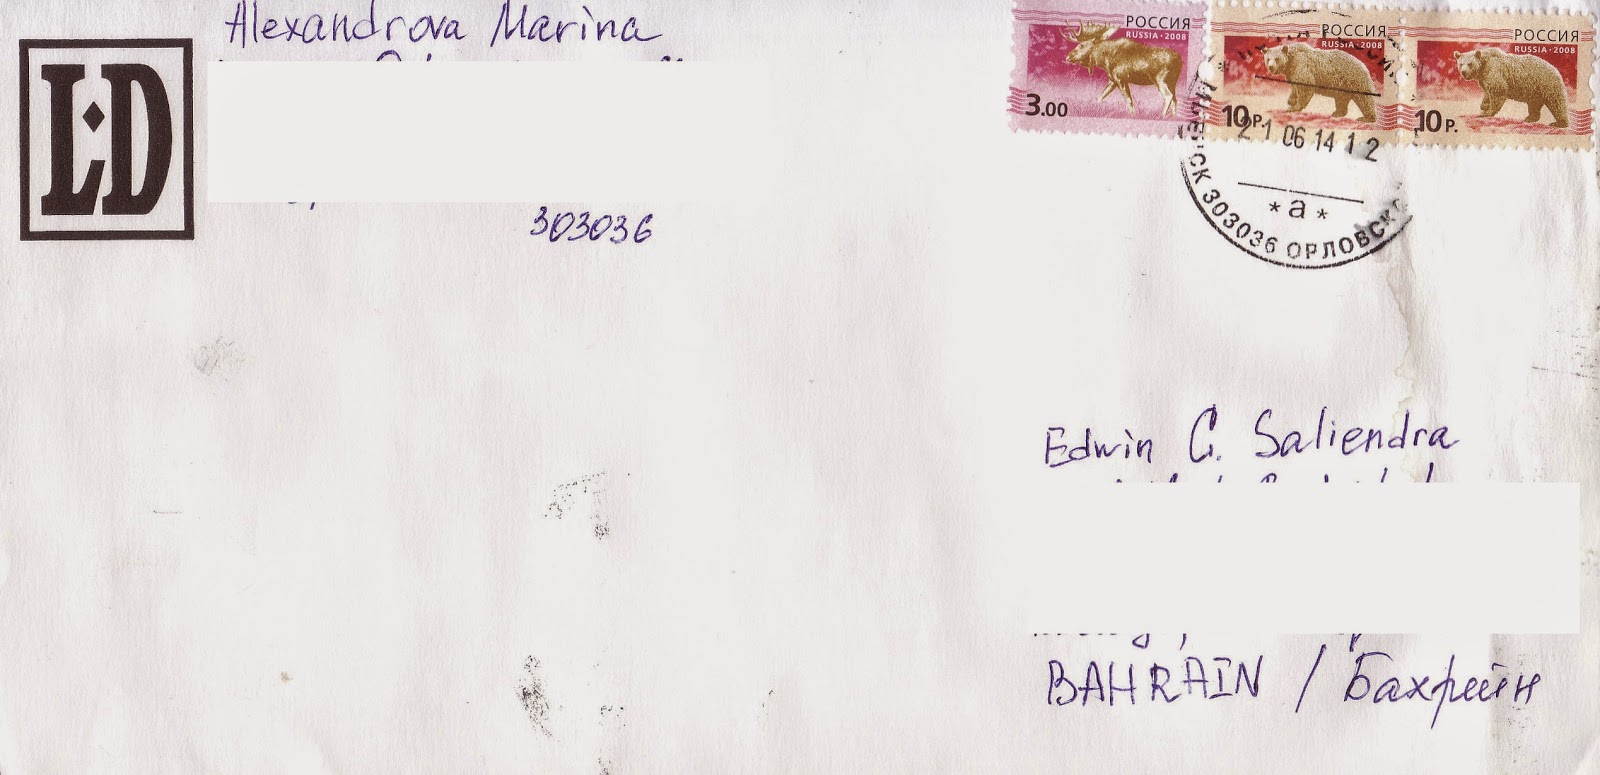 Alexandrova Marina
L·D
303036
РОССИЯ
RUSSIA·2008
3.00
РОССИЯ
RUSSIA·2008
10 Р.
РОССИЯ
RUSSIA·2008
10 Р.
21 06 14 12
*а*
303036 ОРЛОВСК
Edwin C. Saliendra
BAHRAIN / Бахрейн